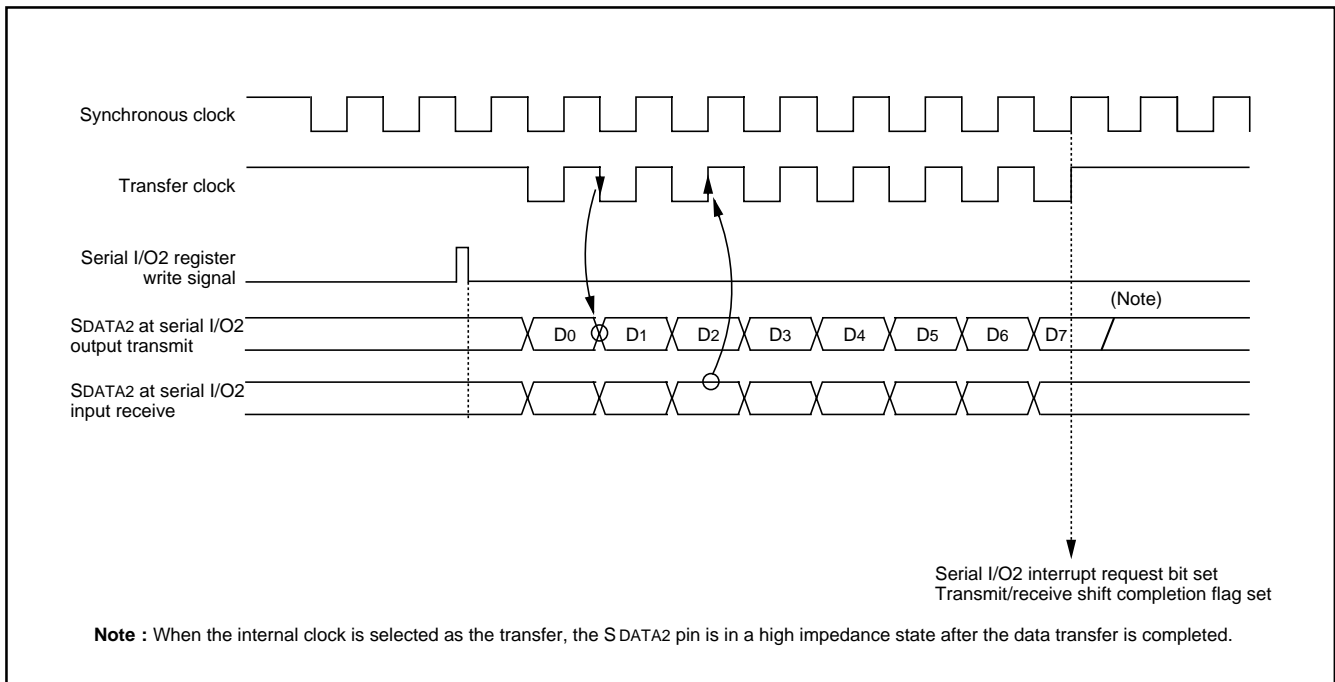 Synchronous clock
Transfer clock
Serial I/O2 register
write signal
(Note)
SDATA2 at serial I/O2
output transmit
D0 D1 D2 D3 D4 D5 D6 D7
SDATA2 at serial I/O2
input receive
Serial I/O2 interrupt request bit set
Transmit/receive shift completion flag set
Note : When the internal clock is selected as the transfer, the SDATA2 pin is in a high impedance state after the data transfer is completed.